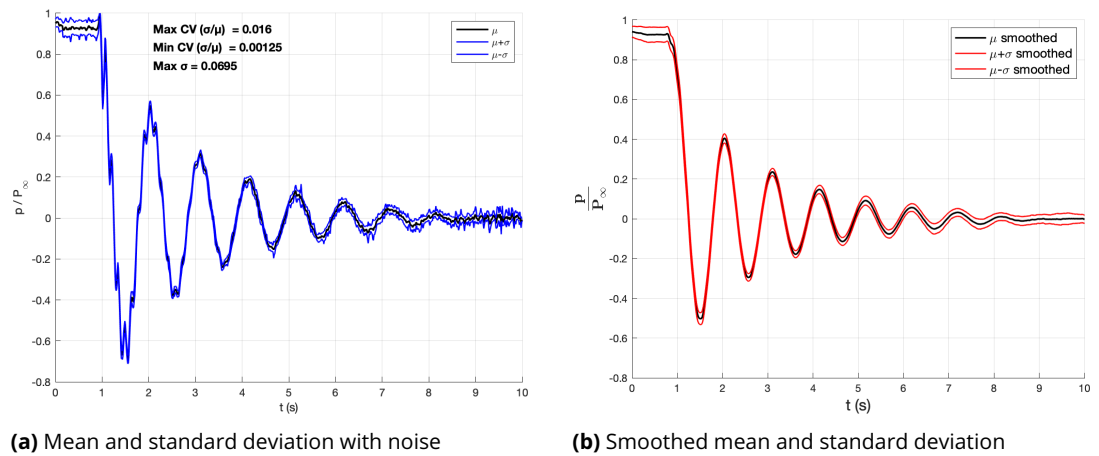 Max CV (σ/μ) = 0.016
Min CV (σ/μ) = 0.00125
Max σ = 0.0695
μ
μ+σ
μ-σ
1
0.8
0.6
0.4
0.2
0
-0.2
-0.4
-0.6
-0.8
p / P∞
0 1 2 3 4 5 6 7 8 9 10
t (s)
(a) Mean and standard deviation with noise
μ smoothed
μ+σ smoothed
μ-σ smoothed
1
0.8
0.6
0.4
0.2
0
-0.2
-0.4
-0.6
-0.8
p
P∞
0 1 2 3 4 5 6 7 8 9 10
t (s)
(b) Smoothed mean and standard deviation